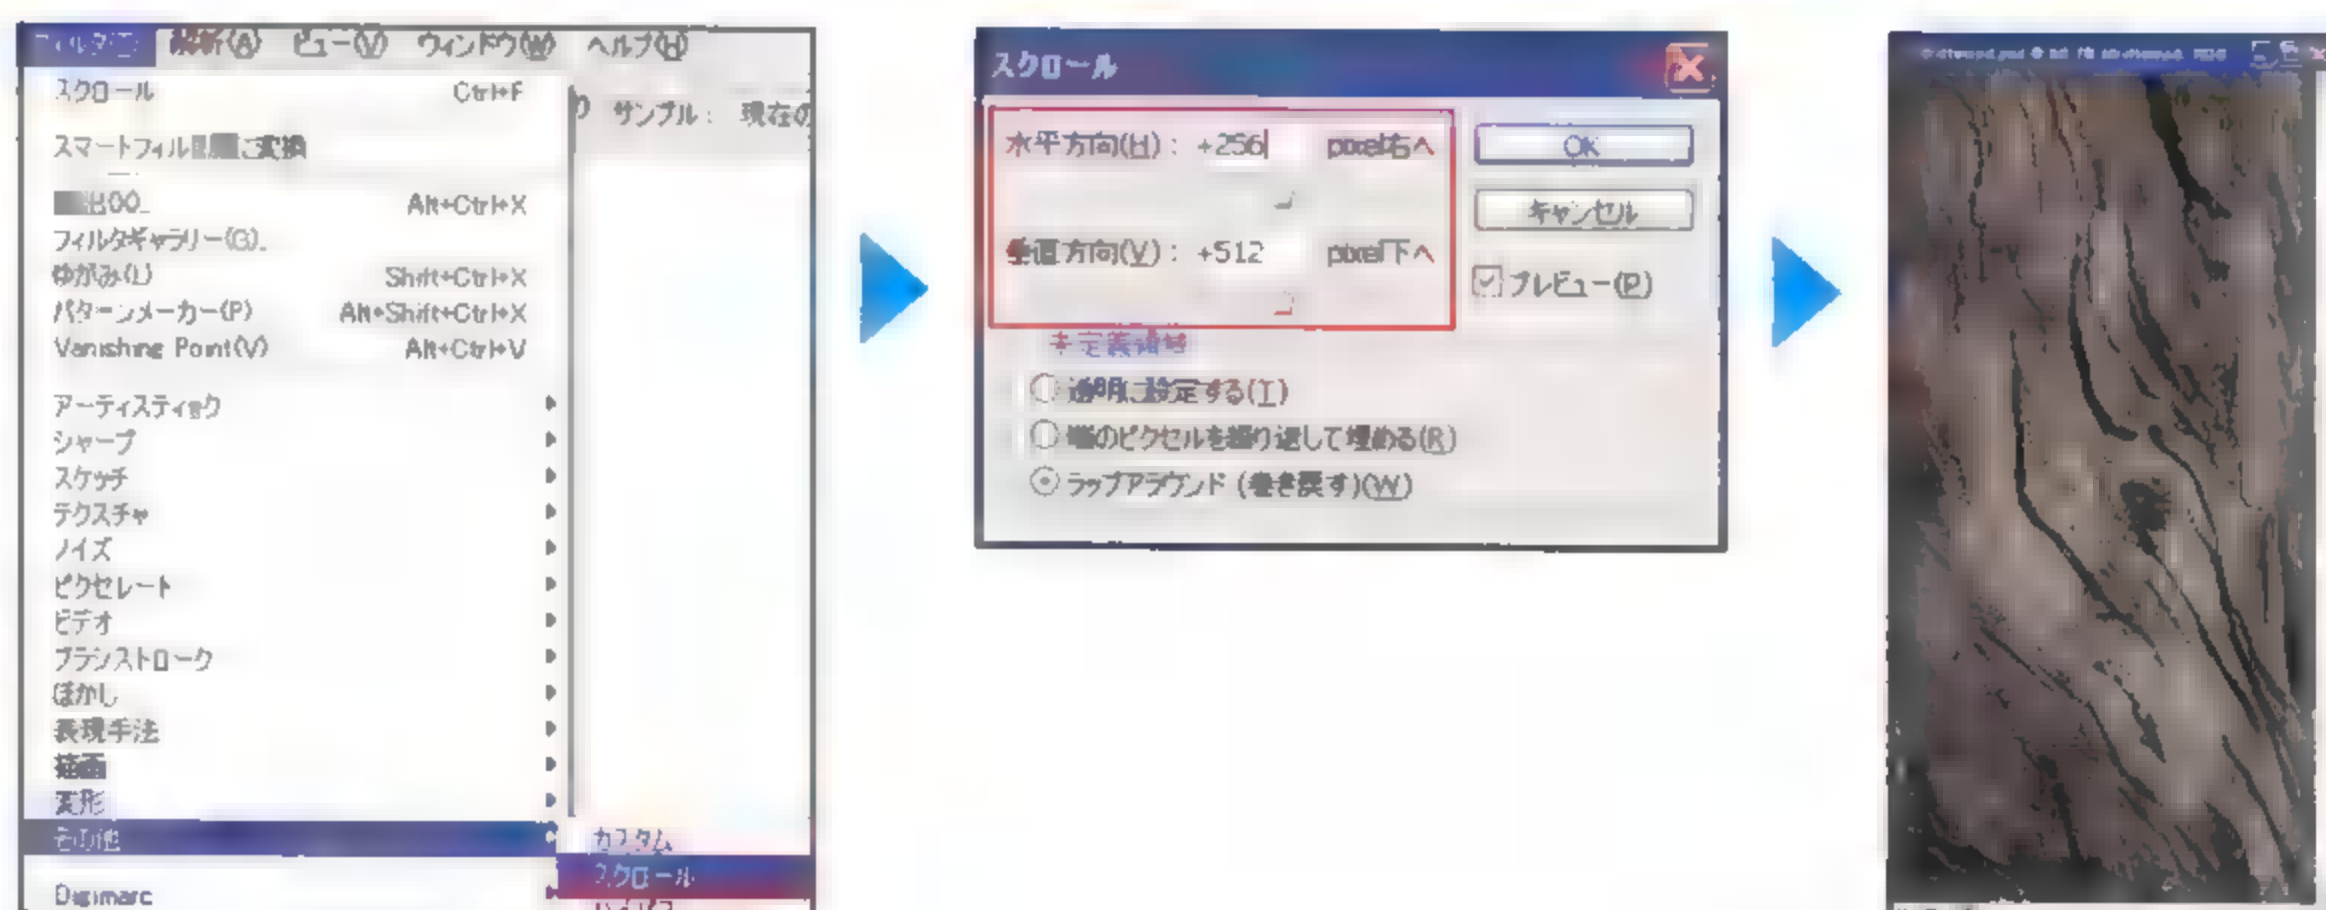 (A) ビュー(V) ウィンドウ(W) ヘルプ(H)
スクロール Ctrl+F
サンプル： 現在の
スマートフィル 変換
Alt+Ctrl+X
フィルタギャラリー(G)...
ゆがみ(L) Shift+Ctrl+X
パターンメーカー(P) Alt+Shift+Ctrl+X
Vanishing Point(V) Alt+Ctrl+V
アーティスティック
シャープ
スケッチ
テクスチャ
ノイズ
ピクセレート
ビデオ
ブラシストローク
ぼかし
表現手法
描画
変形
その他
カスタム
スクロール
Digimarc
スクロール
水平方向(H)： +256 pixel右へ
OK
キャンセル
垂直方向(V)： +512 pixel下へ
プレビュー(P)
未定義領域
透明に設定する(T)
端のピクセルを繰り返して埋める(R)
ラップアラウンド (巻き戻す)(W)